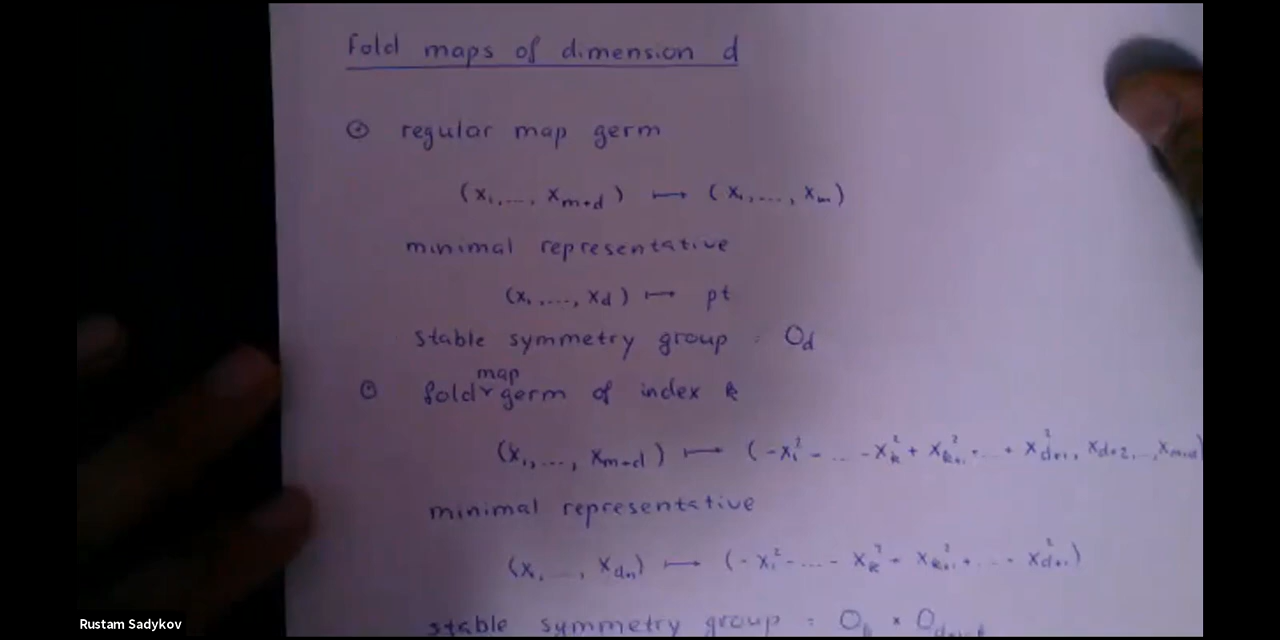 Fold maps of dimension d
⊙ regular map germ
(x₁,..., x_{m+d}) ⟼ (x₁,..., x_m)
minimal representative
(x₁,...., x_d) ⟼ pt
stable symmetry group : O_d
⊙ fold map germ of index k
(x₁,..., x_{m+d}) ⟼ (-x₁² - ... - x_k² + x_{k+1}² + ... + x_{d+1}², x_{d+2},...,x_{m+d})
minimal representative
(x₁,..., x_{d+1}) ⟼ (-x₁² - ... - x_k² + x_{k+1}² + ... + x_{d+1}²)
stable symmetry group : O_k × O_{d+1-k}
Rustam Sadykov